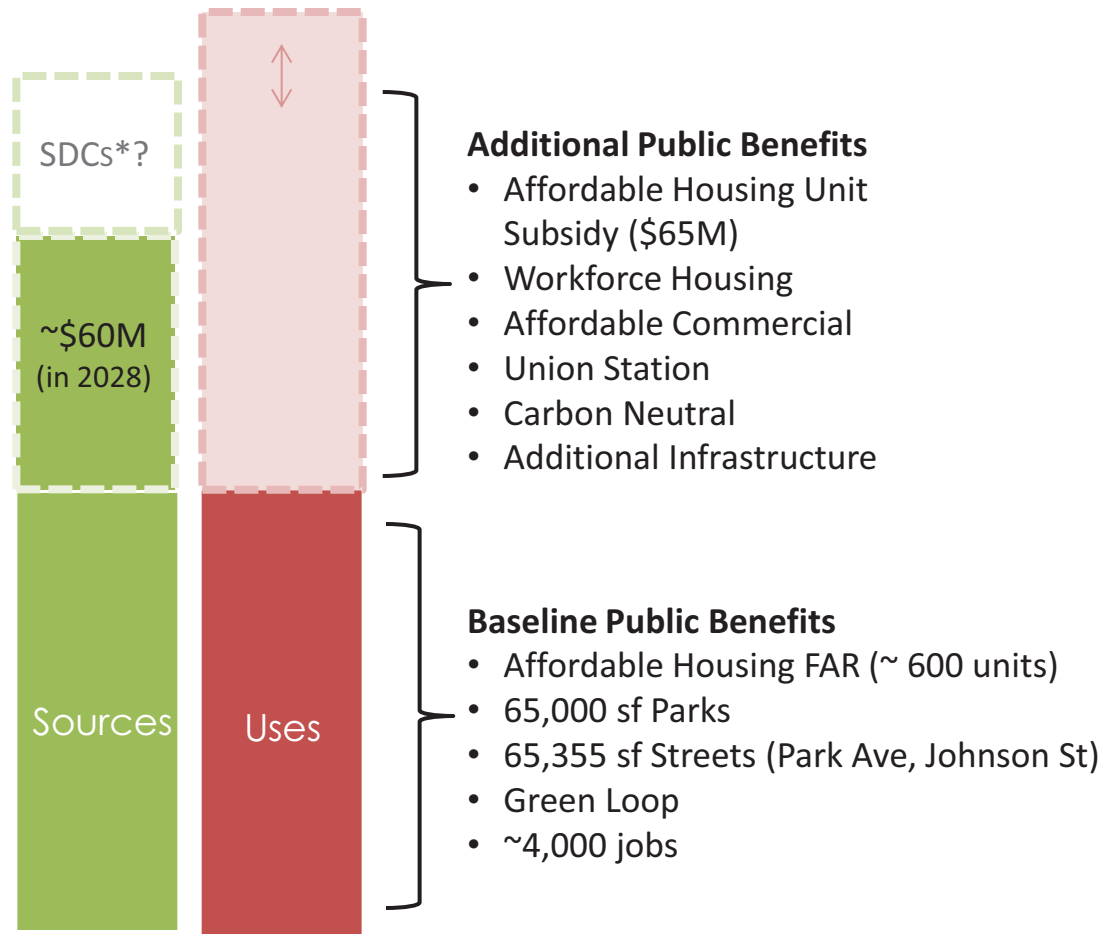 SDCs*?
~$60M
(in 2028)
Sources
Uses
Additional Public Benefits
• Affordable Housing Unit
Subsidy ($65M)
• Workforce Housing
• Affordable Commercial
• Union Station
• Carbon Neutral
• Additional Infrastructure
Baseline Public Benefits
• Affordable Housing FAR (~ 600 units)
• 65,000 sf Parks
• 65,355 sf Streets (Park Ave, Johnson St)
• Green Loop
• ~4,000 jobs